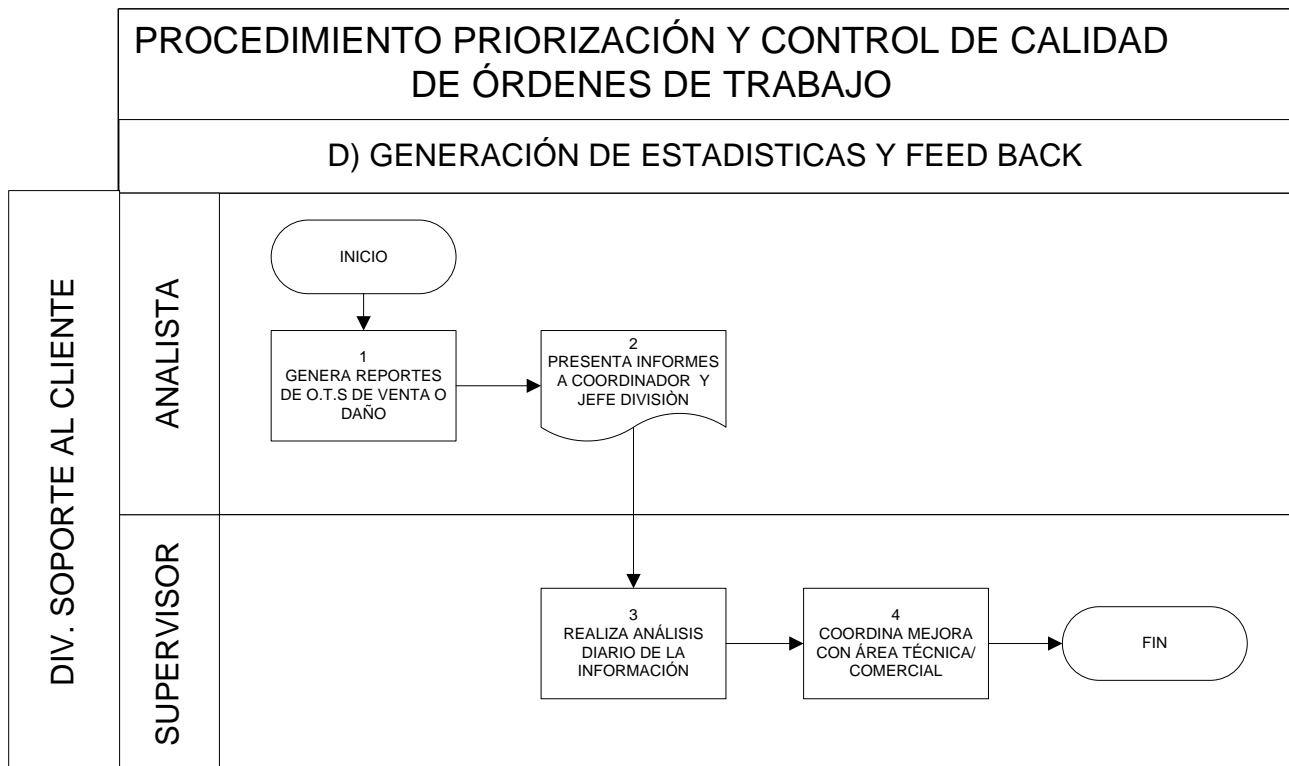 PROCEDIMIENTO PRIORIZACIÓN Y CONTROL DE CALIDAD
DE ÓRDENES DE TRABAJO
D) GENERACIÓN DE ESTADISTICAS Y FEED BACK
DIV. SOPORTE AL CLIENTE
ANALISTA
INICIO
1
GENERA REPORTES
DE O.T.S DE VENTA O
DAÑO
2
PRESENTA INFORMES
A COORDINADOR Y
JEFE DIVISIÒN
SUPERVISOR
3
REALIZA ANÁLISIS
DIARIO DE LA
INFORMACIÓN
4
COORDINA MEJORA
CON ÁREA TÉCNICA/
COMERCIAL
FIN